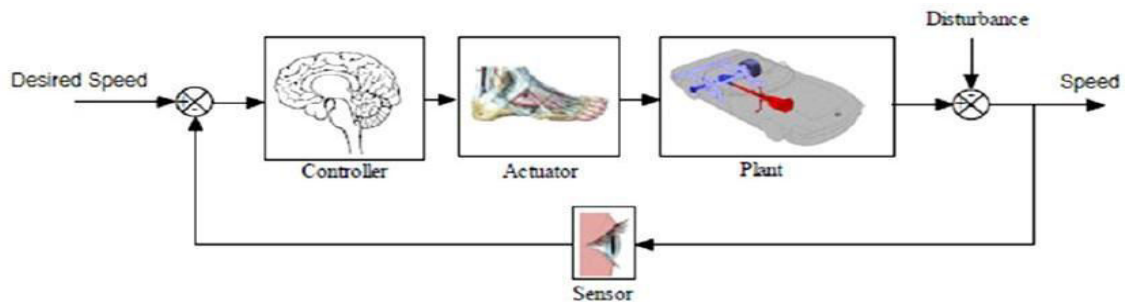 Disturbance
Desired Speed
Speed
Controller
Actuator
Plant
Sensor